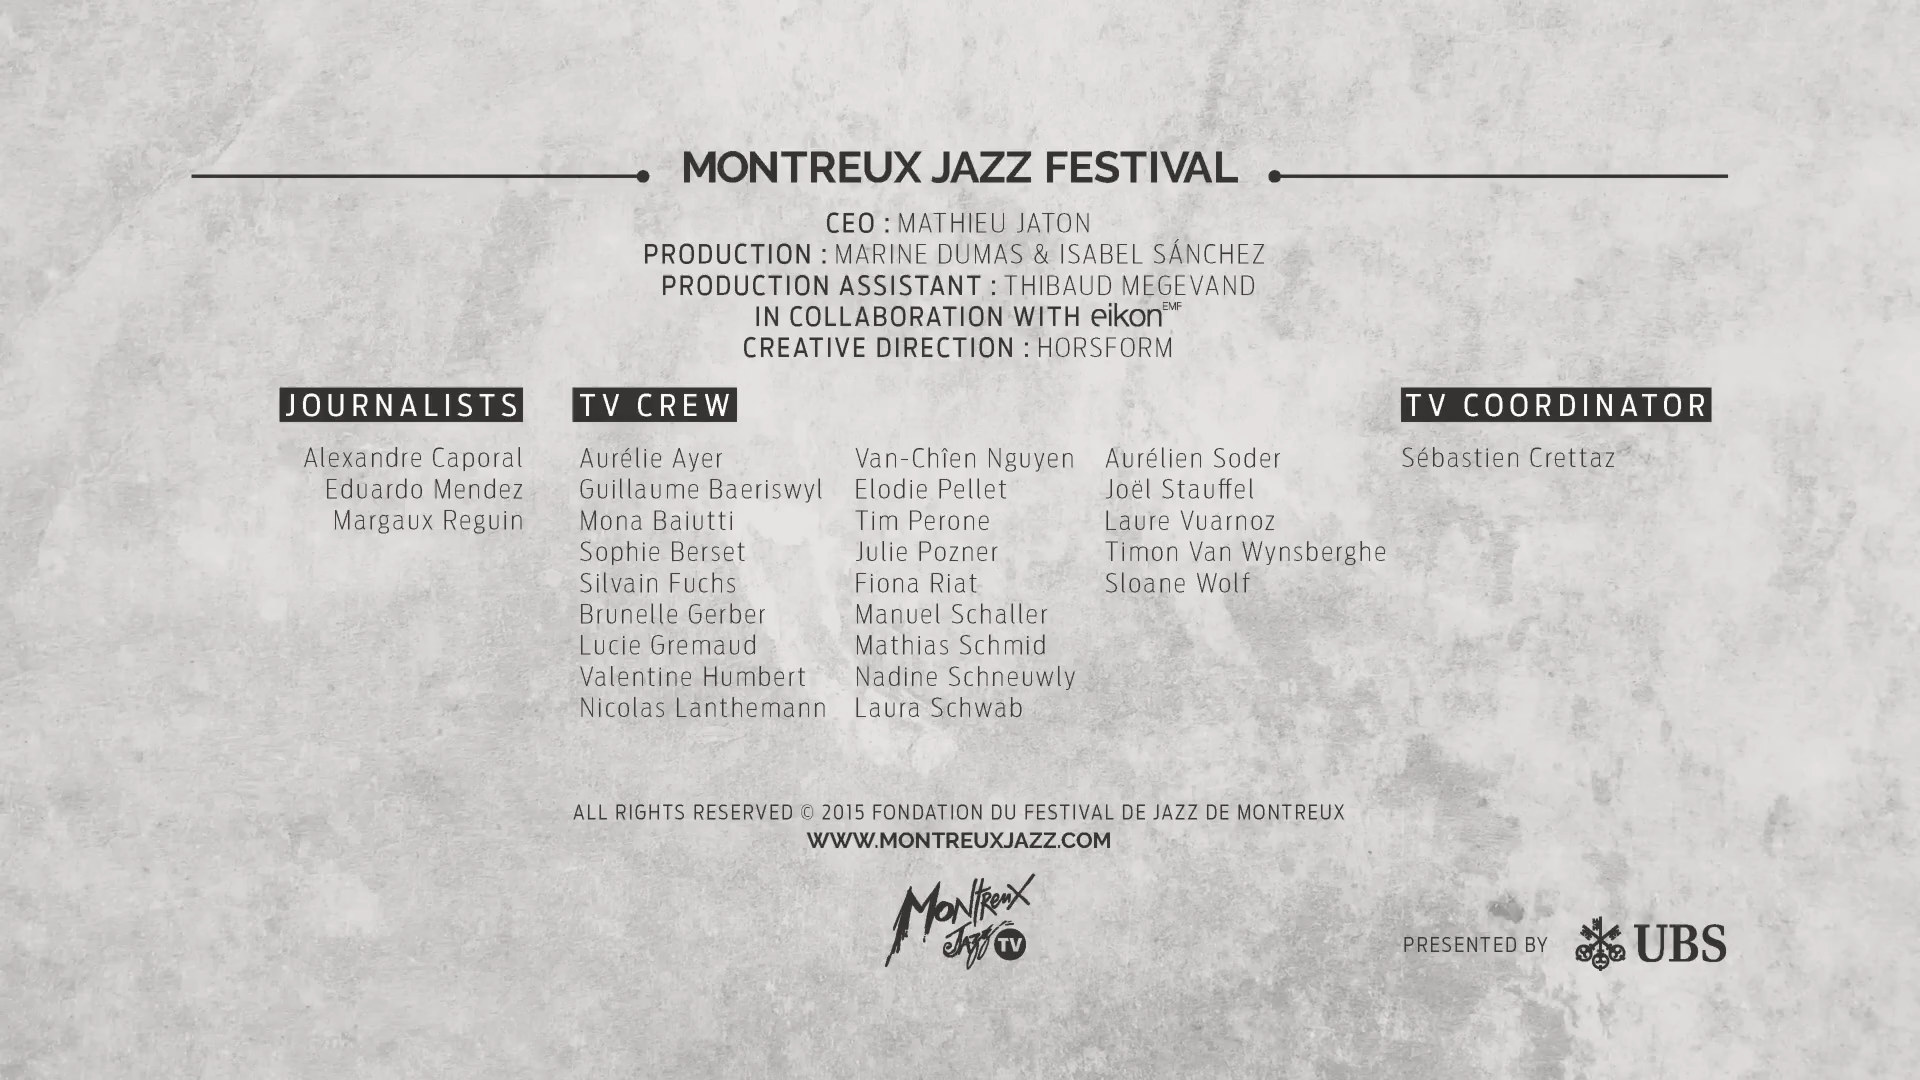 MONTREUX JAZZ FESTIVAL
CEO : MATHIEU JATON
PRODUCTION : MARINE DUMAS & ISABEL SÁNCHEZ
PRODUCTION ASSISTANT : THIBAUD MEGEVAND
IN COLLABORATION WITH eikon EMF
CREATIVE DIRECTION : HORSFORM
JOURNALISTS
Alexandre Caporal
Eduardo Mendez
Margaux Reguin
TV CREW
Aurélie Ayer
Guillaume Baeriswyl
Mona Baiutti
Sophie Berset
Silvain Fuchs
Brunelle Gerber
Lucie Gremaud
Valentine Humbert
Nicolas Lanthemann
Van-Chîen Nguyen
Elodie Pellet
Tim Perone
Julie Pozner
Fiona Riat
Manuel Schaller
Mathias Schmid
Nadine Schneuwly
Laura Schwab
Aurélien Soder
Joël Stauffel
Laure Vuarnoz
Timon Van Wynsberghe
Sloane Wolf
TV COORDINATOR
Sébastien Crettaz
ALL RIGHTS RESERVED © 2015 FONDATION DU FESTIVAL DE JAZZ DE MONTREUX
WWW.MONTREUXJAZZ.COM
MONTREUX
JAZZ TV
PRESENTED BY UBS